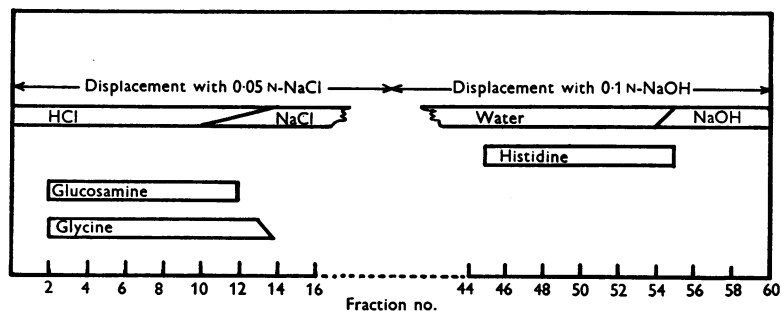 Displacement with 0·05 N-NaCl Displacement with 0·1 N-NaOH
HCl NaCl Water NaOH
Histidine
Glucosamine
Glycine
2 4 6 8 10 12 14 16 44 46 48 50 52 54 56 58 60
Fraction no.